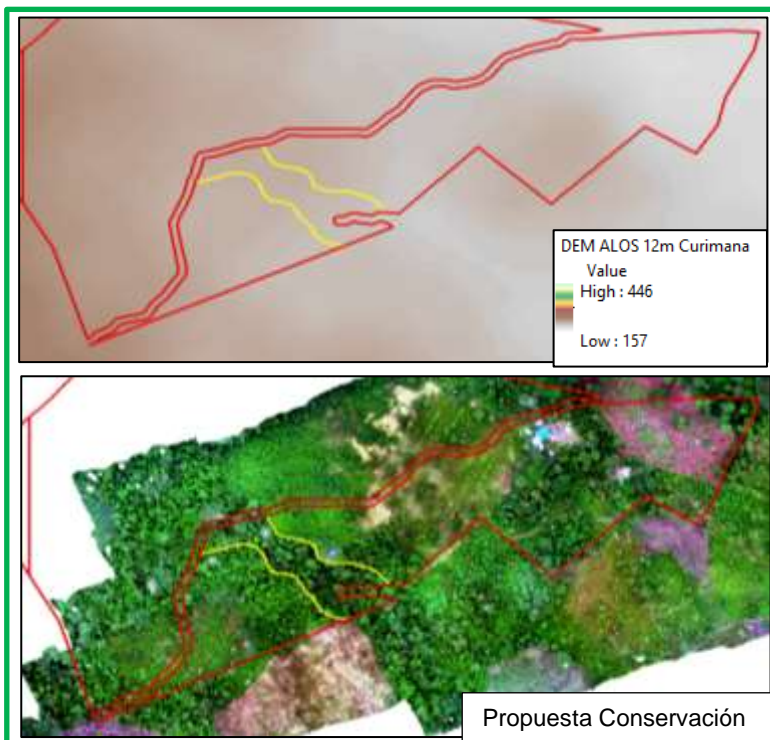 DEM ALOS 12m Curimana
Value
High : 446
Low : 157
Propuesta Conservación